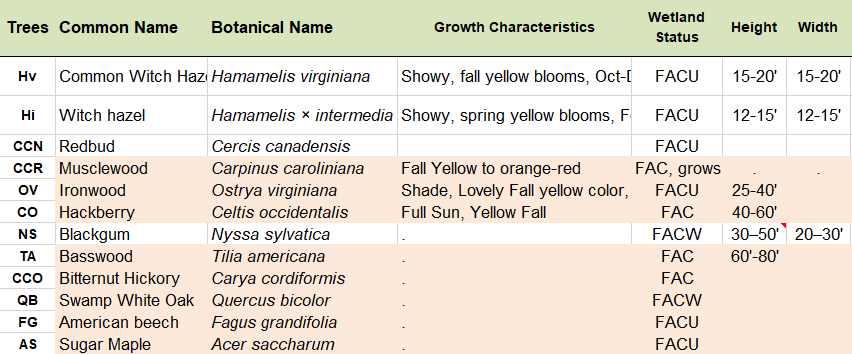 Trees Common Name Botanical Name Growth Characteristics Wetland Status Height Width
Hv Common Witch Haz Hamamelis virginiana Showy, fall yellow blooms, Oct-D FACU 15-20' 15-20'
Hi Witch hazel Hamamelis × intermedia Showy, spring yellow blooms, Fe FACU 12-15' 12-15'
CCN Redbud Cercis canadensis FACU
CCR Musclewood Carpinus caroliniana Fall Yellow to orange-red FAC, grows . .
OV Ironwood Ostrya virginiana Shade, Lovely Fall yellow color, FACU 25-40'
CO Hackberry Celtis occidentalis Full Sun, Yellow Fall FAC 40-60'
NS Blackgum Nyssa sylvatica . FACW 30–50' 20–30'
TA Basswood Tilia americana . FAC 60'-80'
CCO Bitternut Hickory Carya cordiformis . FAC
QB Swamp White Oak Quercus bicolor . FACW
FG American beech Fagus grandifolia . FACU
AS Sugar Maple Acer saccharum . FACU